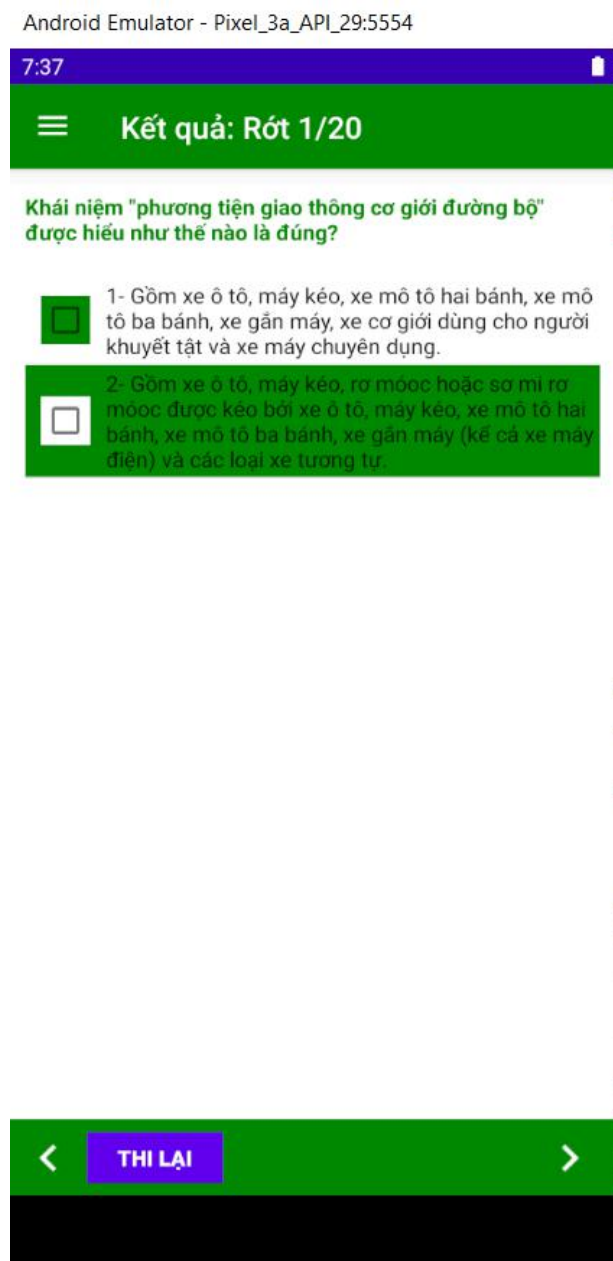 Android Emulator - Pixel_3a_API_29:5554
7:37
Kết quả: Rớt 1/20
Khái niệm "phương tiện giao thông cơ giới đường bộ"
được hiểu như thế nào là đúng?
1- Gồm xe ô tô, máy kéo, xe mô tô hai bánh, xe mô
tô ba bánh, xe gắn máy, xe cơ giới dùng cho người
khuyết tật và xe máy chuyên dụng.
2- Gồm xe ô tô, máy kéo, rơ móoc hoặc sơ mi rơ
móoc được kéo bởi xe ô tô, máy kéo, xe mô tô hai
bánh, xe mô tô ba bánh, xe gắn máy (kể cả xe máy
điện) và các loại xe tương tự.
THI LẠI